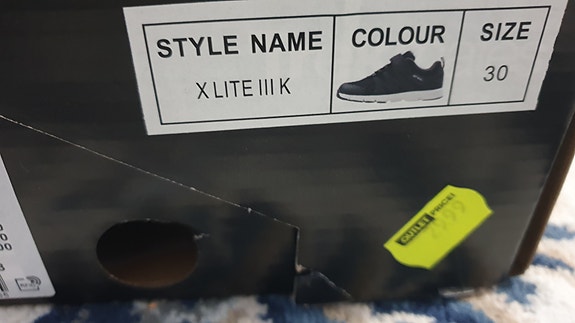 STYLE NAME
COLOUR
SIZE
X LITE III K
30
OUTLET PRICE!